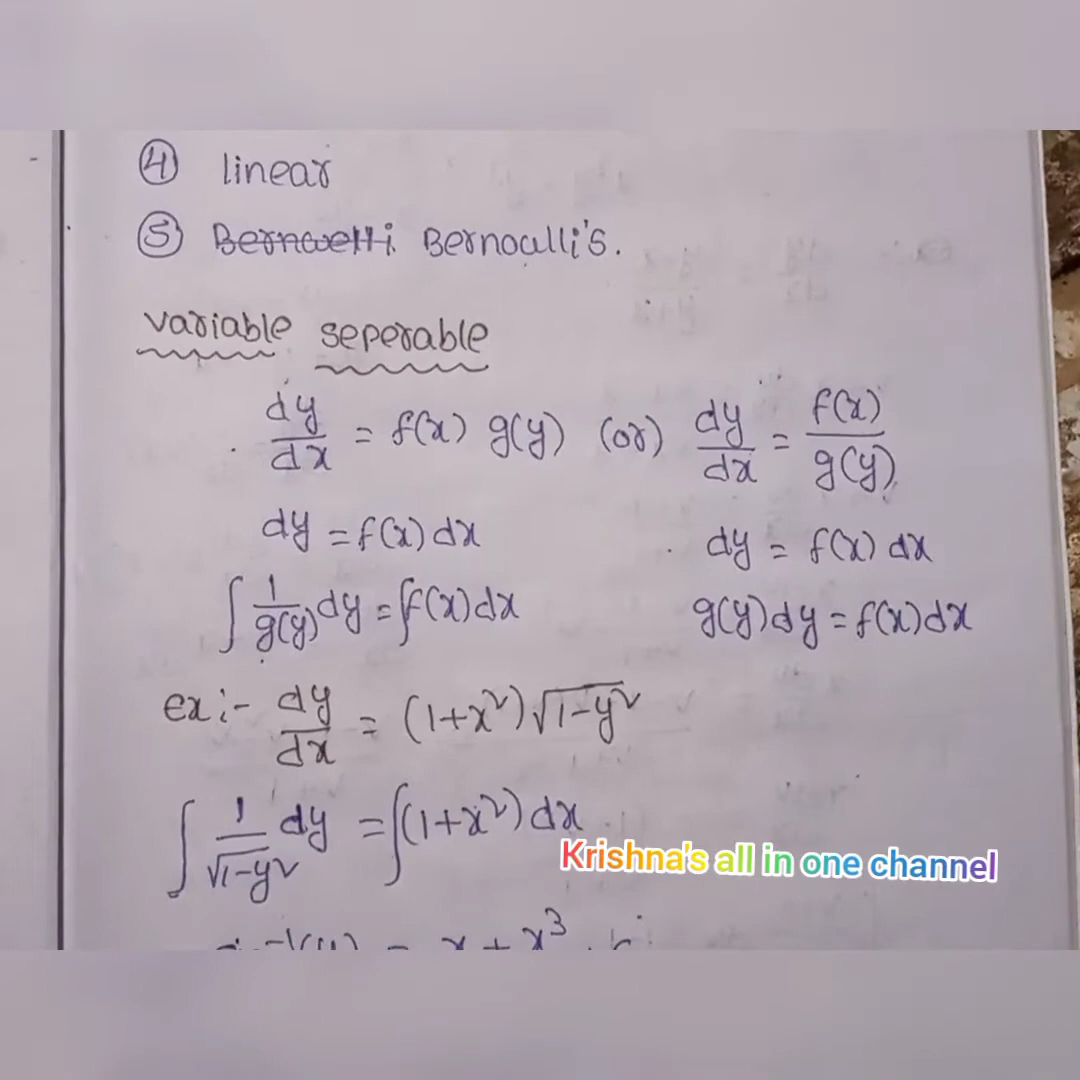 ④ linear
⑤ Bernoulli's.
variable seperable
dy/dx = f(x) g(y) (or) dy/dx = f(x)/g(y)
dy = f(x) dx dy = f(x) dx
∫ 1/g(y) dy = ∫f(x) dx g(y) dy = f(x) dx
ex:- dy/dx = (1+x²) √1-y²
∫ 1/√1-y² dy = ∫(1+x²) dx
Krishna's all in one channel